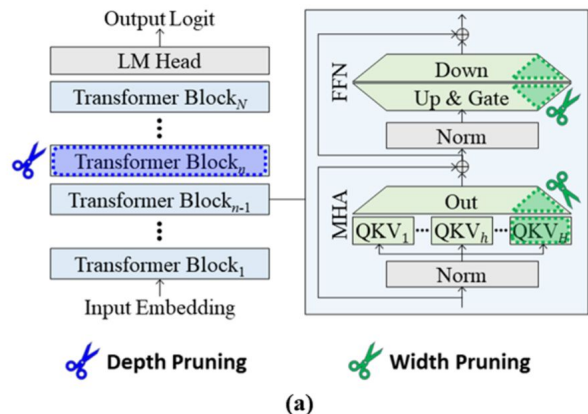 Output Logit
LM Head
Transformer Block_N
Transformer Block_n
Transformer Block_{n-1}
Transformer Block_1
Input Embedding
FFN
Down
Up & Gate
Norm
MHA
Out
QKV_1 ... QKV_h ... QKV_H
Norm
Depth Pruning
Width Pruning
(a)